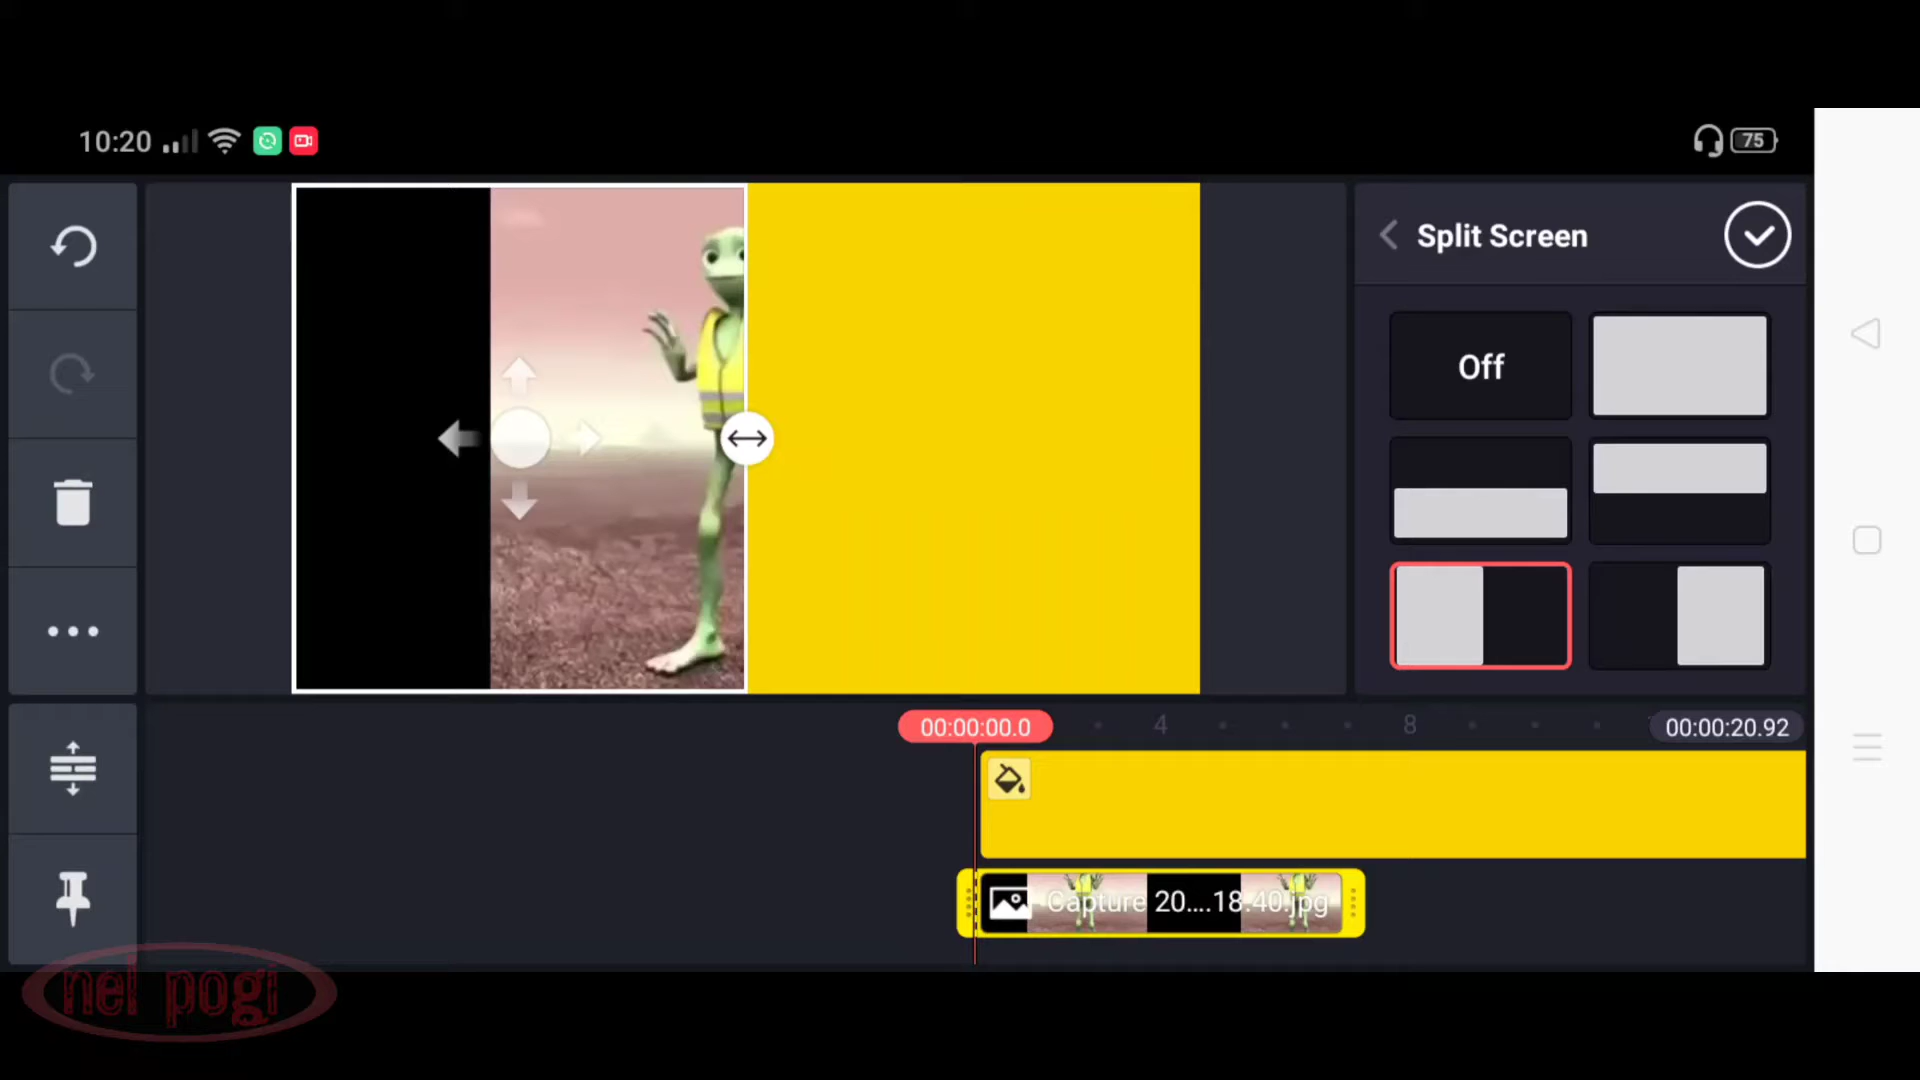 10:20
75
Split Screen
Off
00:00:00.0
4
8
00:00:20.92
Capture 20....18.40.jpg
nel pogi